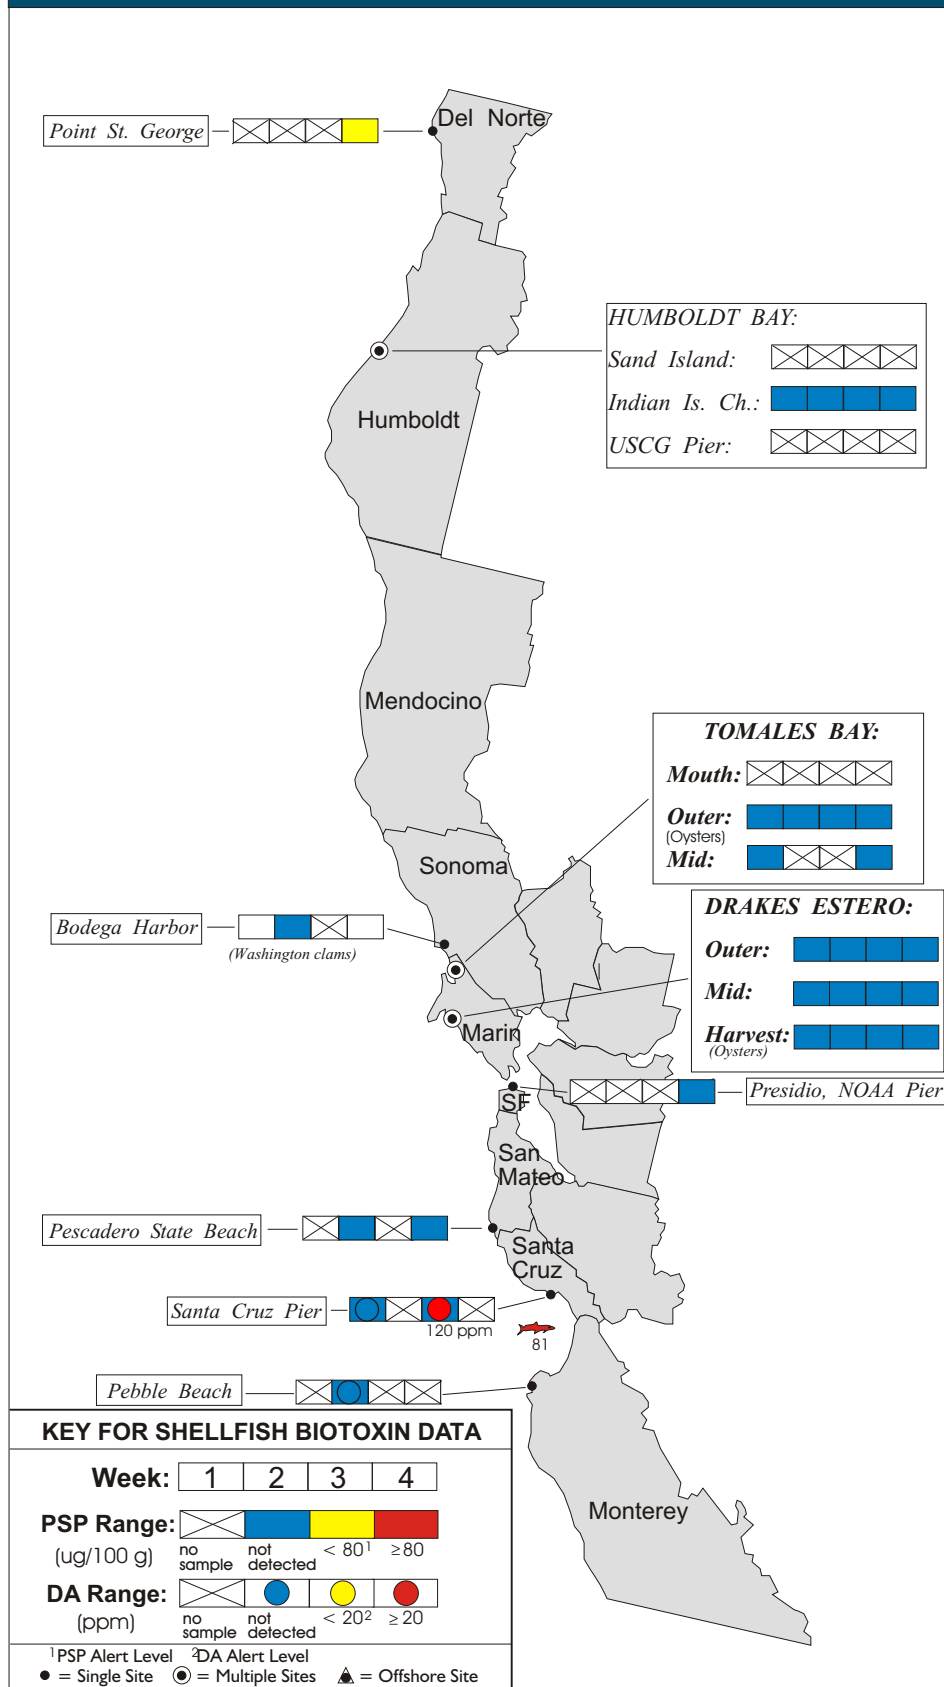 Del Norte
Point St. George
HUMBOLDT BAY:
Sand Island:
Indian Is. Ch.:
USCG Pier:
Humboldt
Mendocino
TOMALES BAY:
Mouth:
Outer:
(Oysters)
Mid:
Sonoma
DRAKES ESTERO:
Outer:
Mid:
Harvest:
(Oysters)
Bodega Harbor
(Washington clams)
Marin
SF
Presidio, NOAA Pier
San
Mateo
Pescadero State Beach
Santa
Cruz
Santa Cruz Pier
120 ppm
81
Pebble Beach
Monterey
KEY FOR SHELLFISH BIOTOXIN DATA
Week: 1 2 3 4
PSP Range:
(ug/100 g)
no sample not detected < 80¹ ≥80
DA Range:
(ppm)
no sample not detected < 20² ≥ 20
¹PSP Alert Level ²DA Alert Level
= Single Site = Multiple Sites = Offshore Site